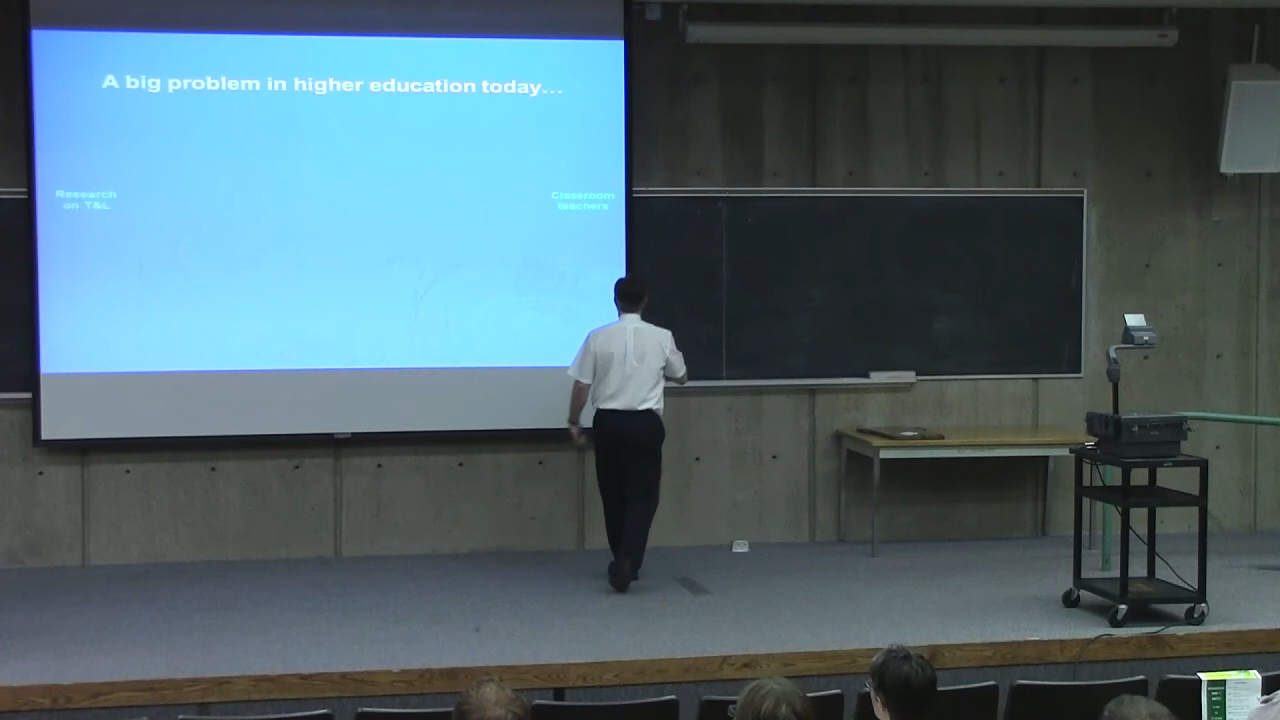 A big problem in higher education today...
Research
on T&L
Classroom
teachers